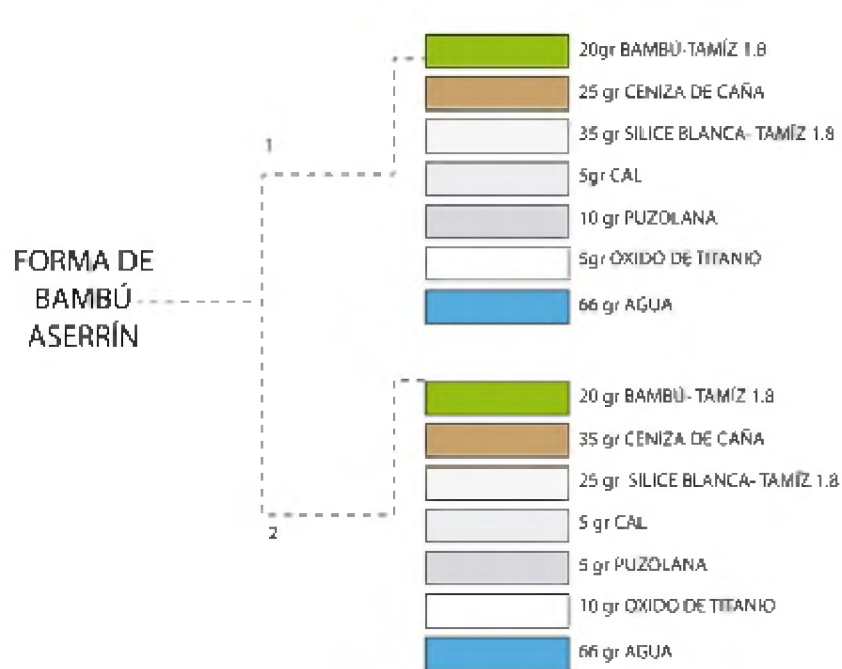 FORMA DE
BAMBÚ
ASERRÍN
1
20gr BAMBÚ-TAMÍZ 1.8
25 gr CENIZA DE CAÑA
35 gr SILICE BLANCA- TAMÍZ 1.8
5gr CAL
10 gr PUZOLANA
5gr OXIDO DE TITANIO
66 gr AGUA
2
20 gr BAMBÚ- TAMÍZ 1.8
35 gr CENIZA DE CAÑA
25 gr SILICE BLANCA- TAMÍZ 1.8
5 gr CAL
5 gr PUZOLANA
10 gr OXIDO DE TITANIO
66 gr AGUA